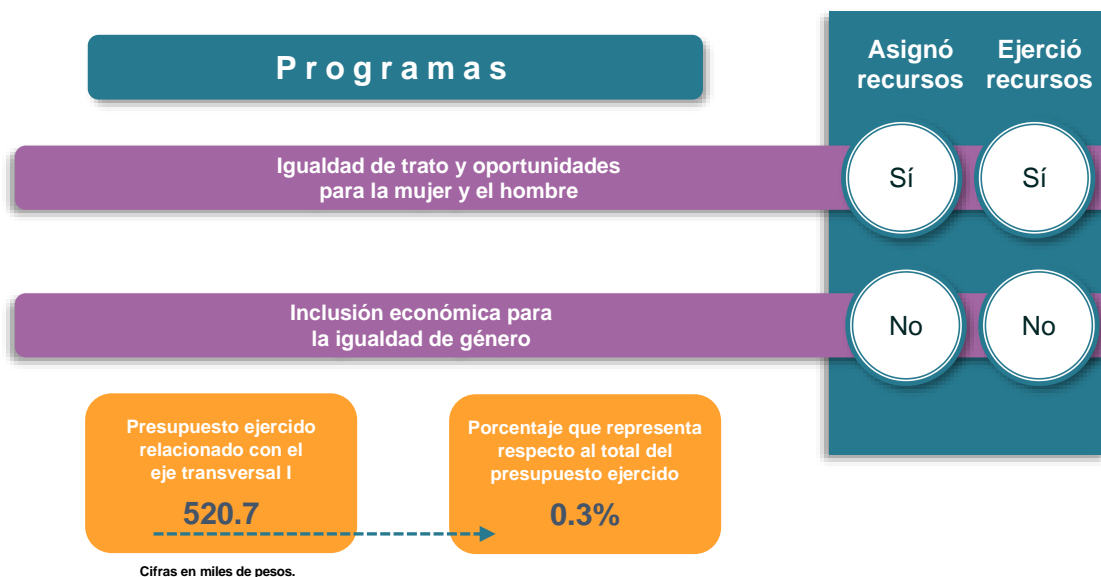 Programas
Asignó
recursos
Ejerció
recursos
Igualdad de trato y oportunidades
para la mujer y el hombre
Sí
Sí
Inclusión económica para
la igualdad de género
No
No
Presupuesto ejercido
relacionado con el
eje transversal I
520.7
Porcentaje que representa
respecto al total del
presupuesto ejercido
0.3%
Cifras en miles de pesos.